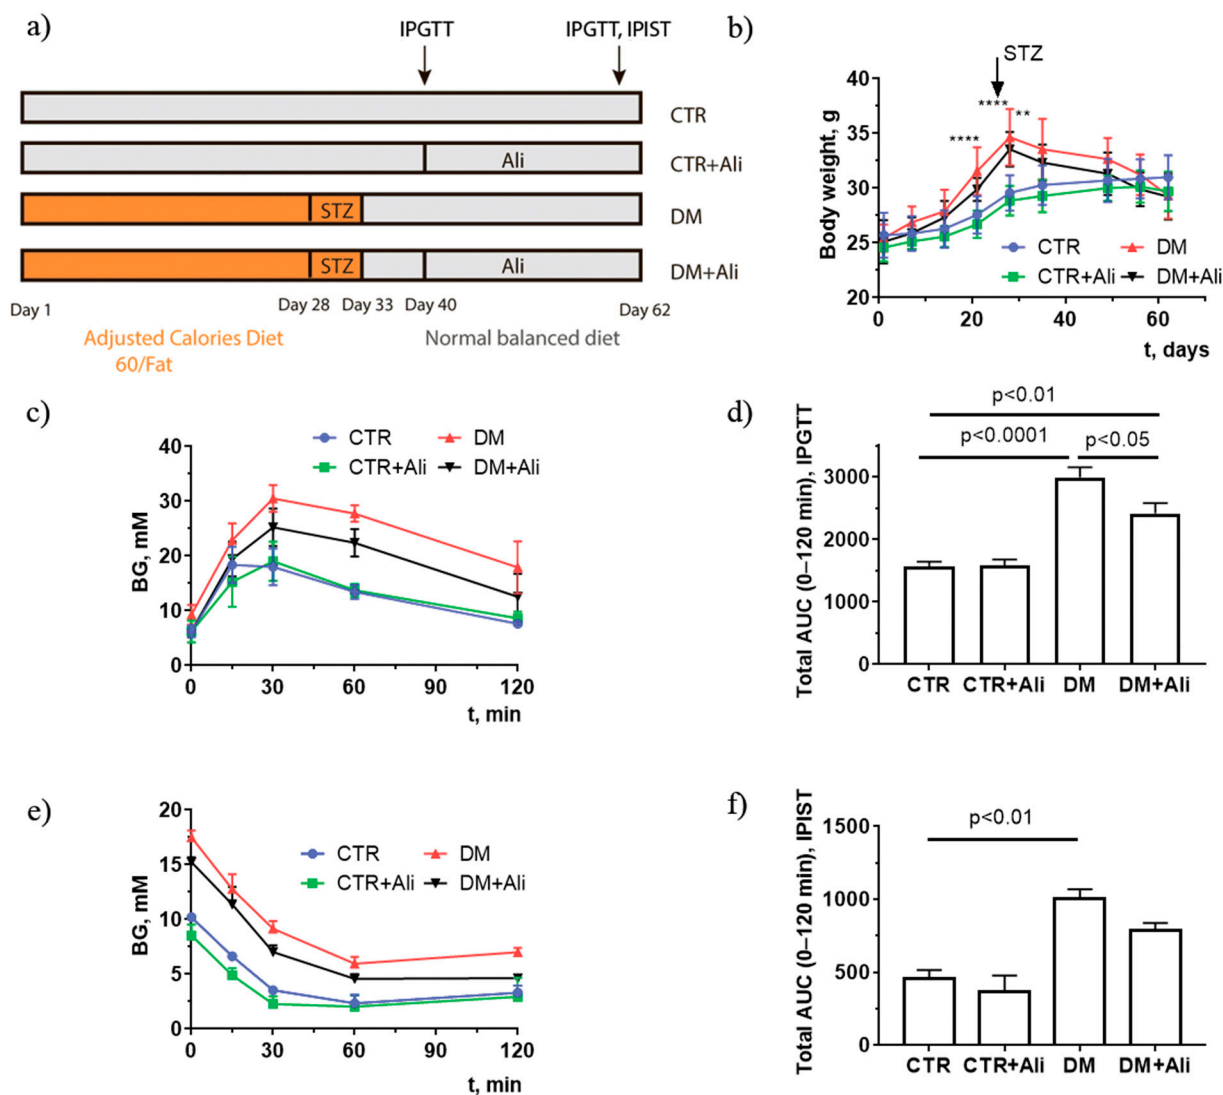 a)
IPGTT
IPGTT, IPIST
CTR
Ali
CTR+Ali
STZ
DM
STZ
Ali
DM+Ali
Day 1
Day 28
Day 33
Day 40
Day 62
Adjusted Calories Diet
60/Fat
Normal balanced diet
b)
STZ
Body weight, g
40
35
30
25
20
****
****
**
CTR
DM
CTR+Ali
DM+Ali
0
20
40
60
t, days
c)
CTR
DM
CTR+Ali
DM+Ali
BG, mM
40
30
20
10
0
0
30
60
90
120
t, min
d)
p<0.01
p<0.0001
p<0.05
Total AUC (0–120 min), IPGTT
3000
2000
1000
0
CTR
CTR+Ali
DM
DM+Ali
e)
CTR
DM
CTR+Ali
DM+Ali
BG, mM
20
15
10
5
0
0
30
60
90
120
t, min
f)
p<0.01
Total AUC (0–120 min), IPIST
1500
1000
500
0
CTR
CTR+Ali
DM
DM+Ali